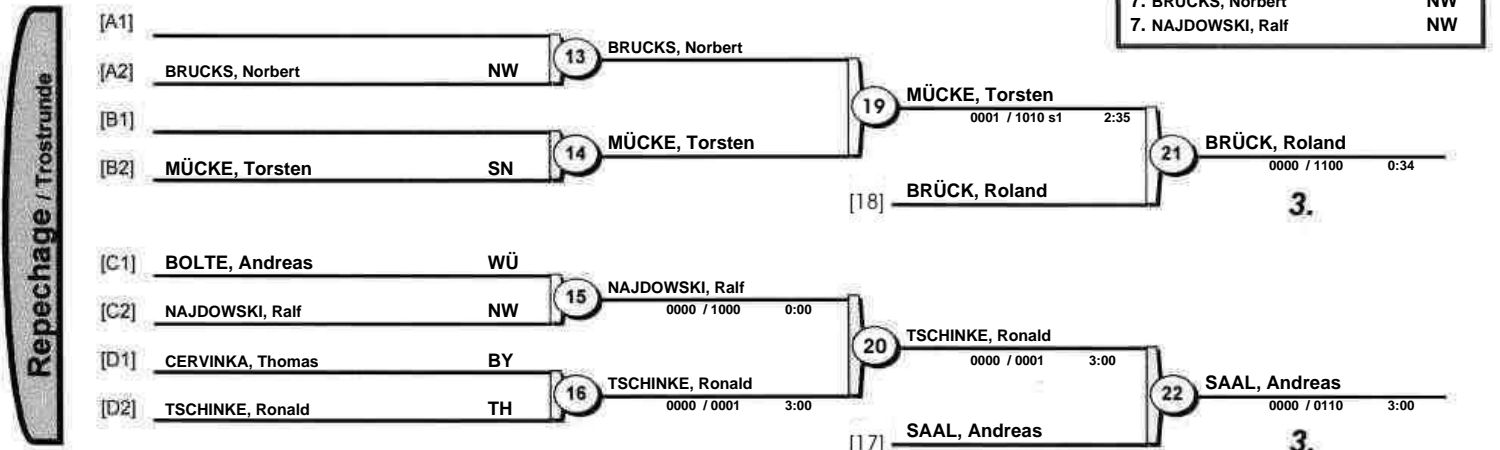 7. BRUCKS, Norbert NW
7. NAJDOWSKI, Ralf NW
Repechage / Trostrunde
[A1]
[A2] BRUCKS, Norbert NW
13 BRUCKS, Norbert
[B1]
[B2] MÜCKE, Torsten SN
14 MÜCKE, Torsten
19 MÜCKE, Torsten
0001 / 1010 s1 2:35
[18] BRÜCK, Roland
21 BRÜCK, Roland
0000 / 1100 0:34
3.
[C1] BOLTE, Andreas WÜ
[C2] NAJDOWSKI, Ralf NW
15 NAJDOWSKI, Ralf
0000 / 1000 0:00
[D1] CERVINKA, Thomas BY
[D2] TSCHINKE, Ronald TH
16 TSCHINKE, Ronald
0000 / 0001 3:00
20 TSCHINKE, Ronald
0000 / 0001 3:00
[17] SAAL, Andreas
22 SAAL, Andreas
0000 / 0110 3:00
3.